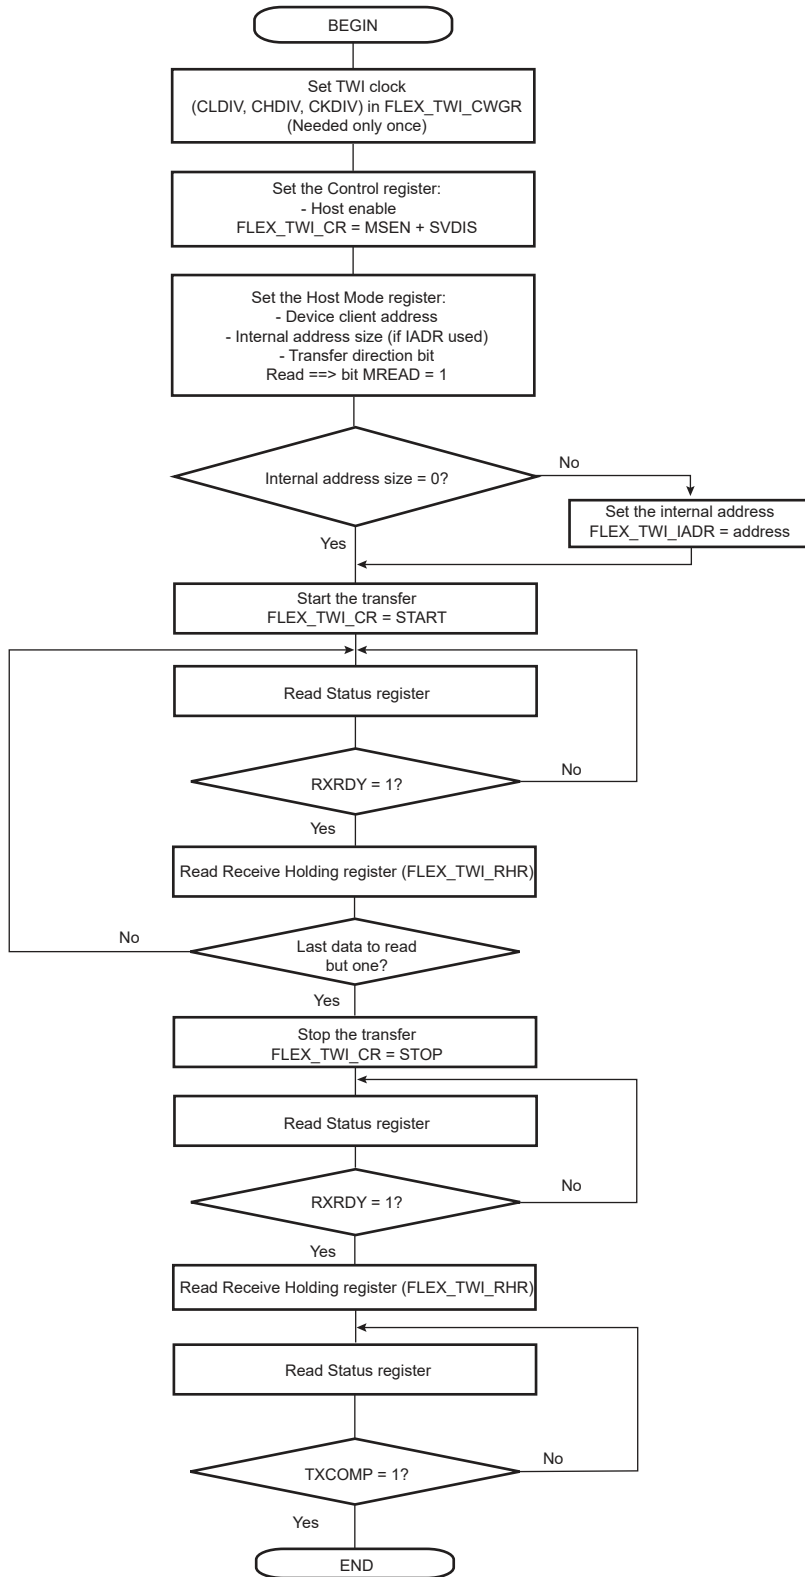 BEGIN
Set TWI clock
(CLDIV, CHDIV, CKDIV) in FLEX_TWI_CWGR
(Needed only once)
Set the Control register:
- Host enable
FLEX_TWI_CR = MSEN + SVDIS
Set the Host Mode register:
- Device client address
- Internal address size (if IADR used)
- Transfer direction bit
Read ==> bit MREAD = 1
Internal address size = 0?
No
Set the internal address
FLEX_TWI_IADR = address
Yes
Start the transfer
FLEX_TWI_CR = START
Read Status register
RXRDY = 1?
No
Yes
Read Receive Holding register (FLEX_TWI_RHR)
Last data to read
but one?
No
Yes
Stop the transfer
FLEX_TWI_CR = STOP
Read Status register
RXRDY = 1?
No
Yes
Read Receive Holding register (FLEX_TWI_RHR)
Read Status register
TXCOMP = 1?
No
Yes
END